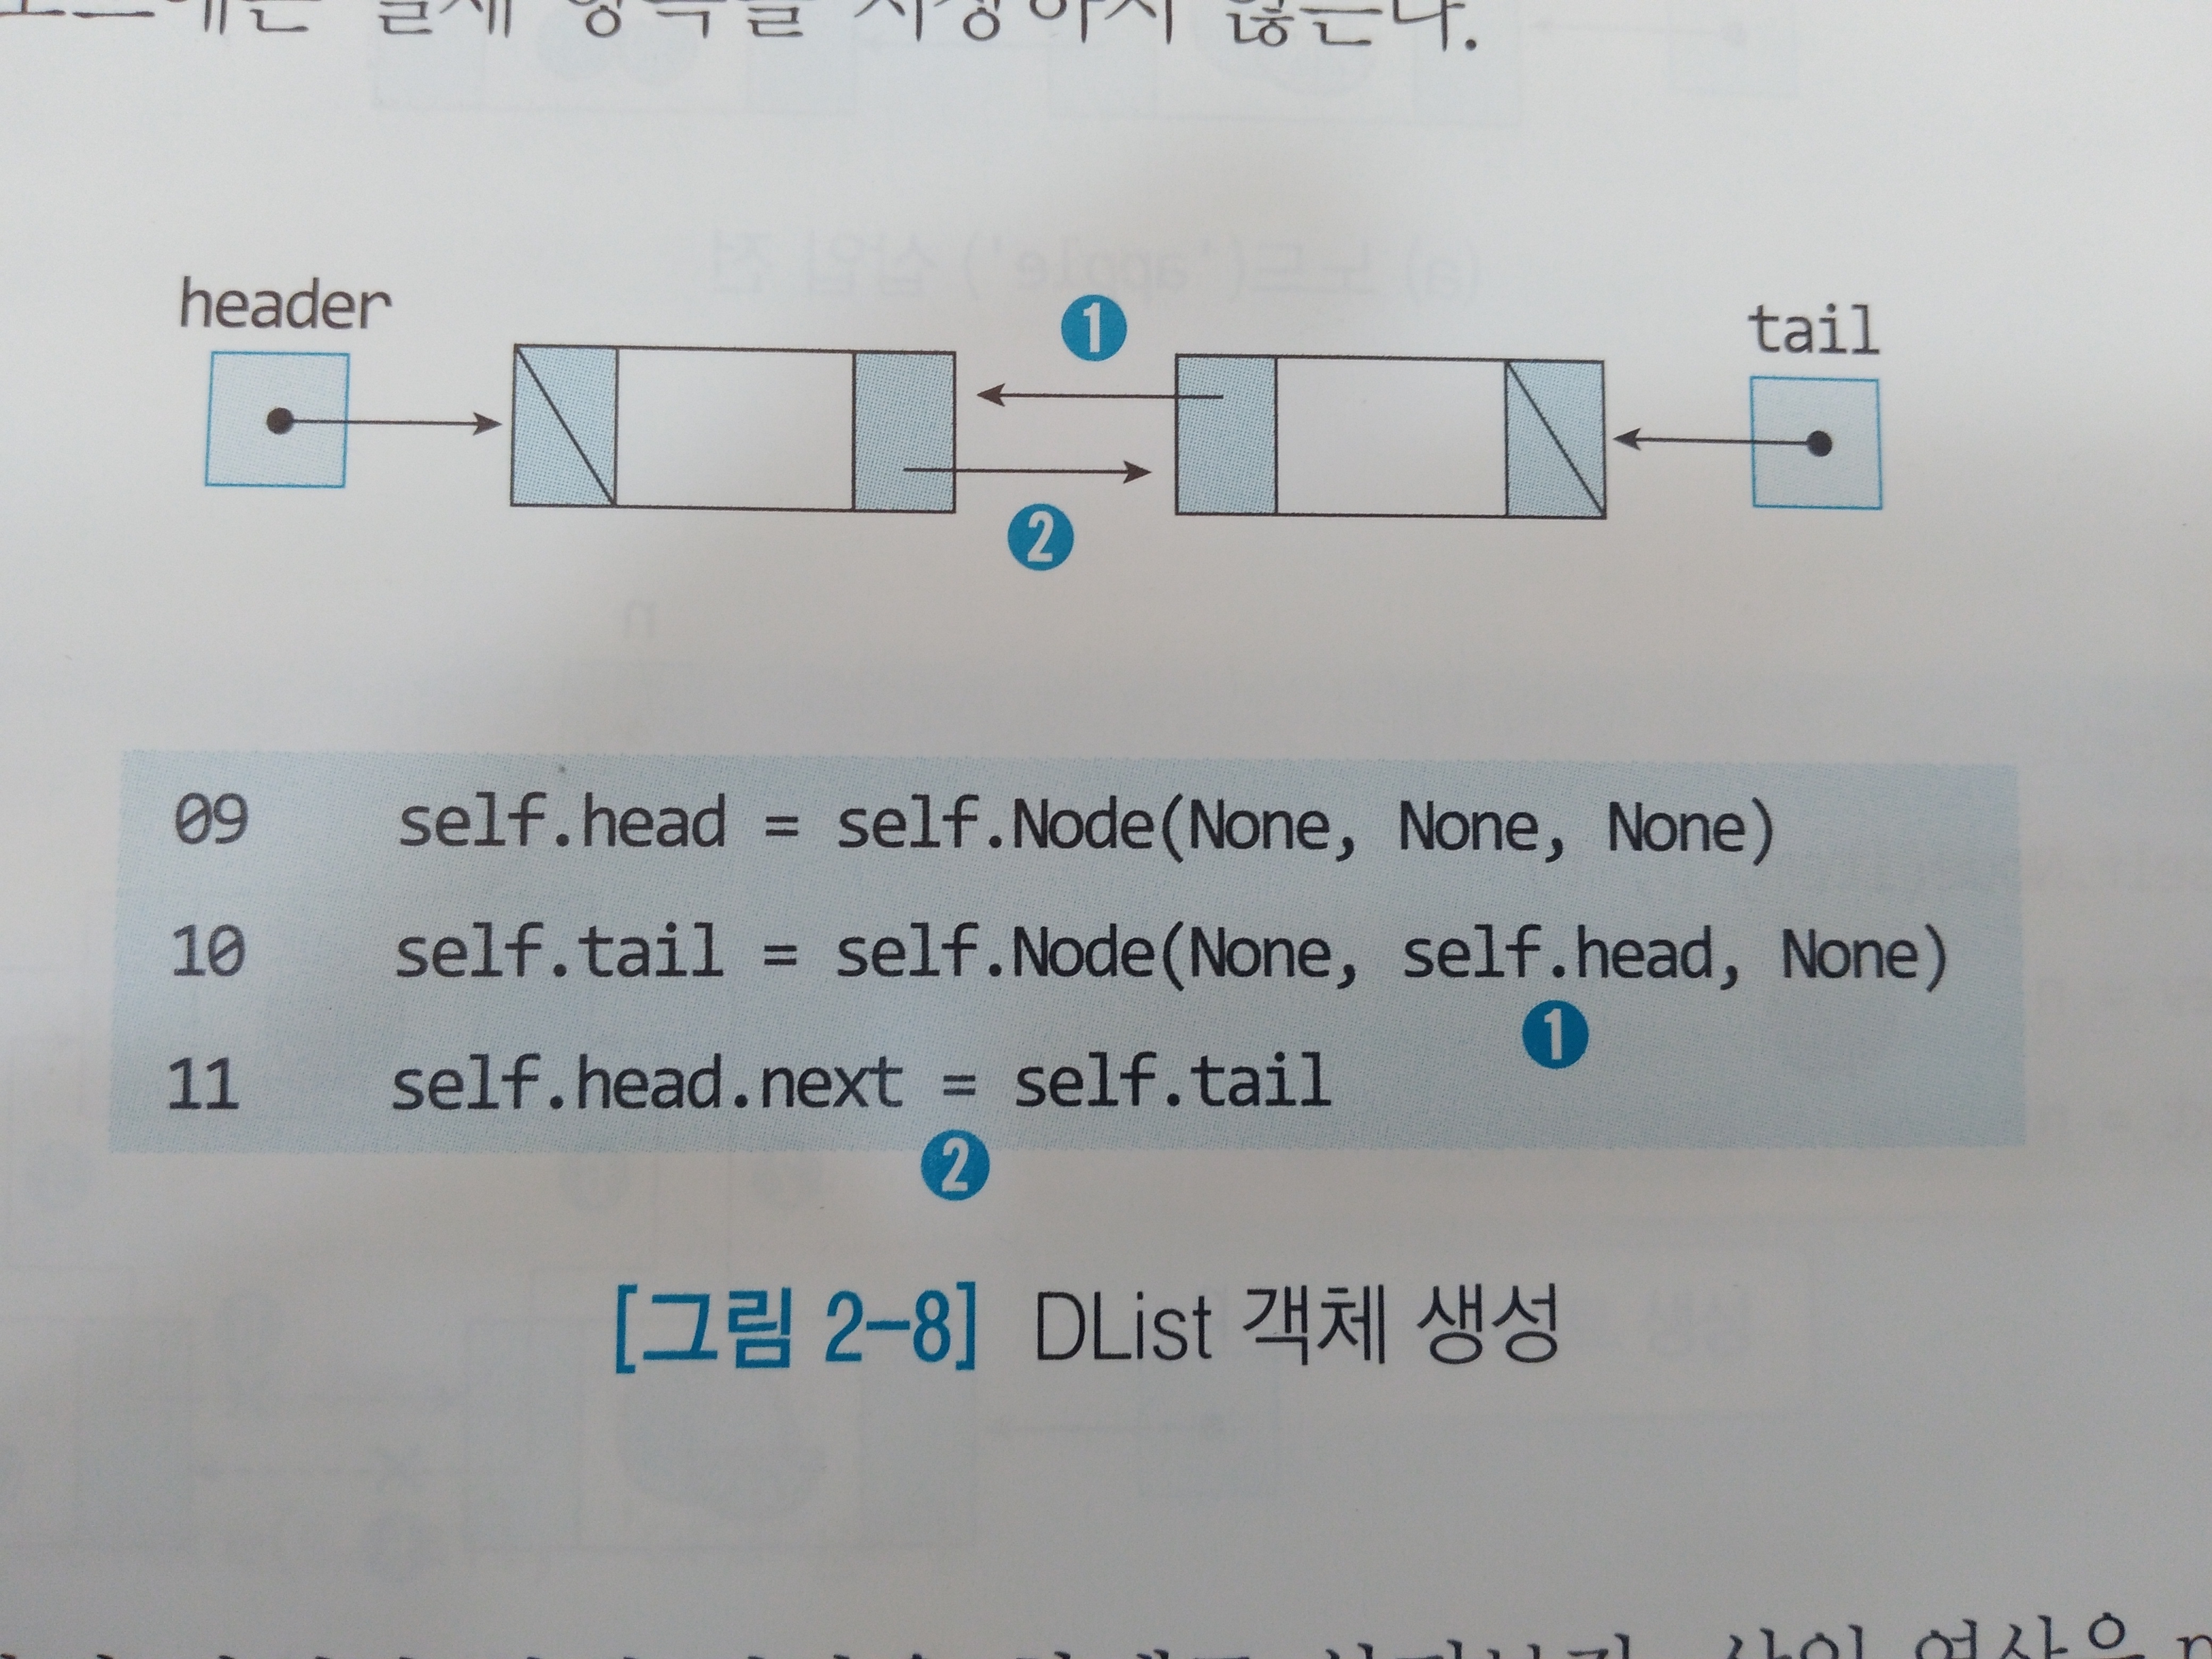 않는다.
header
❶
tail
❷
09 self.head = self.Node(None, None, None)
10 self.tail = self.Node(None, self.head, None)
❶
11 self.head.next = self.tail
❷
[그림 2-8] DList 객체 생성